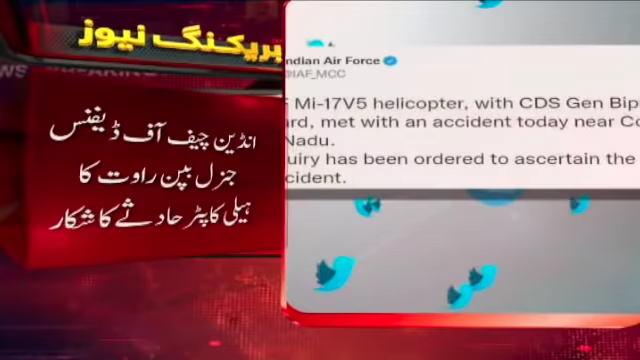 بریکنگ نیوز
انڈین چیف آف ڈیفنس
جنرل بپن راوت کا
ہیلی کاپٹر حادثے کا شکار
ndian Air Force
@IAF_MCC
Mi-17V5 helicopter, with CDS Gen Bip
rd, met with an accident today near Co
Nadu.
uiry has been ordered to ascertain the
cident.